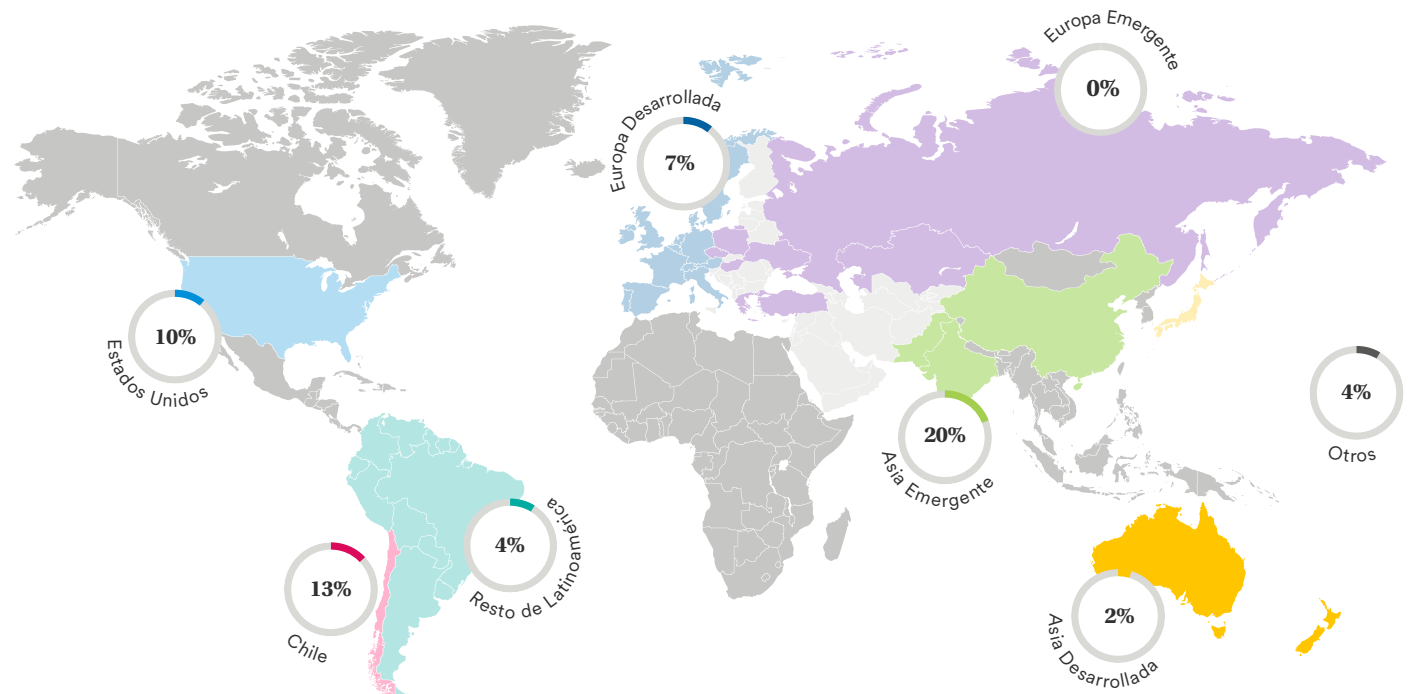 Europa Emergente
0%
Europa Desarrollada
7%
10%
Estados Unidos
4%
Otros
20%
Asia Emergente
4%
Resto de Latinoamérica
13%
Chile
2%
Asia Desarrollada